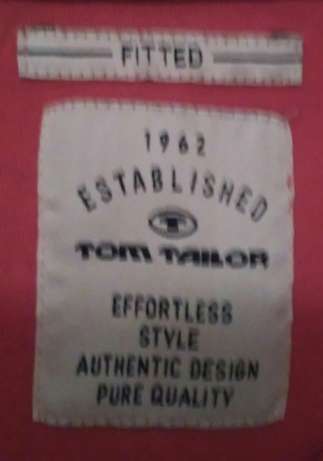 FITTED
1962
ESTABLISHED
T
TOM TAILOR
EFFORTLESS
STYLE
AUTHENTIC DESIGN
PURE QUALITY